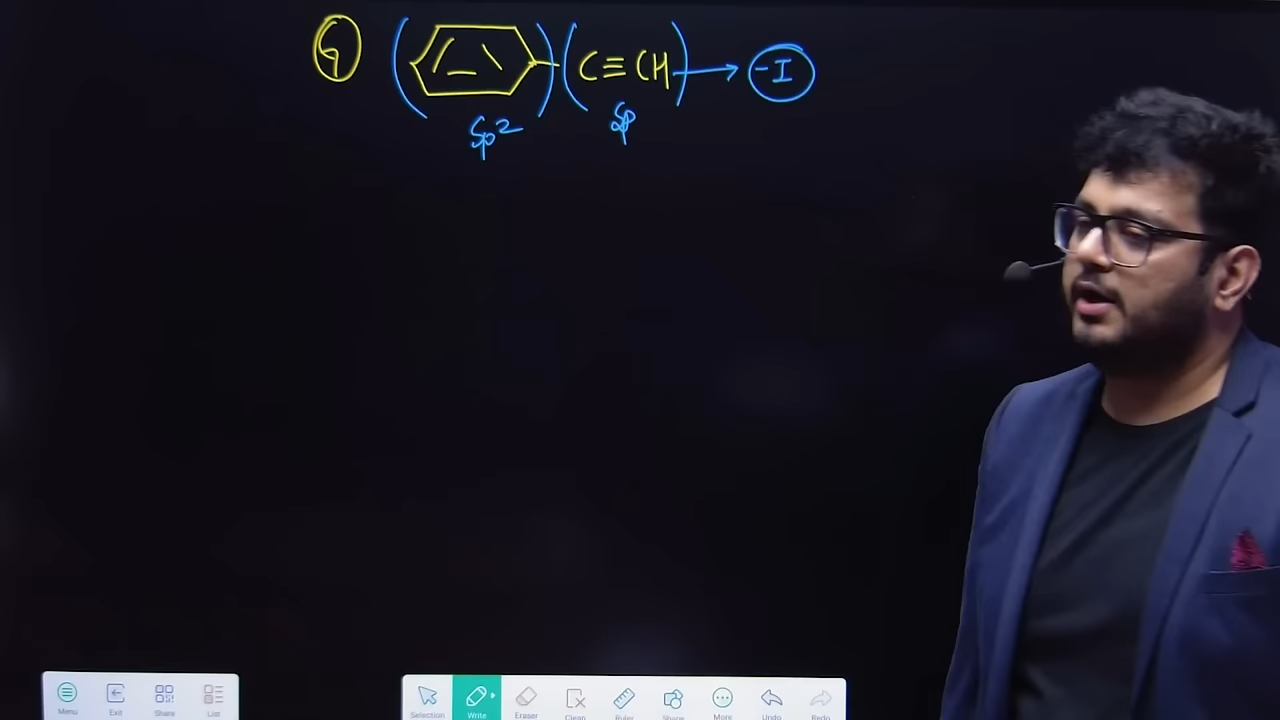 9 C≡CH -I
Sp2 Sp
Menu Exit Share List
Selection Write Eraser Clean Ruler Shape More Undo Redo